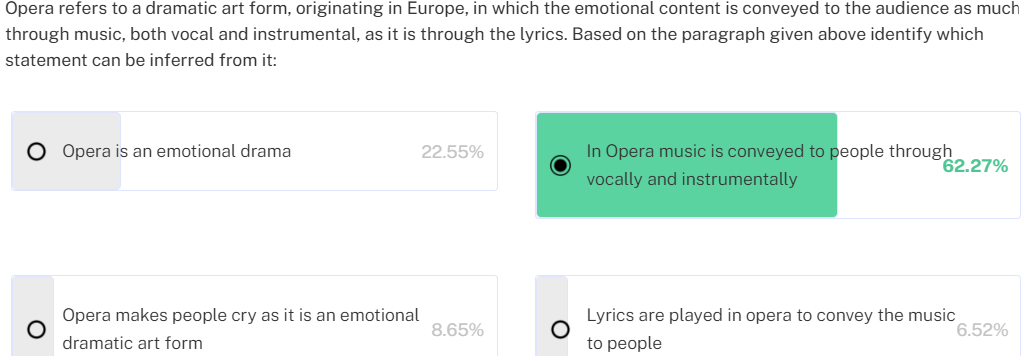 Opera refers to a dramatic art form, originating in Europe, in which the emotional content is conveyed to the audience as much
through music, both vocal and instrumental, as it is through the lyrics. Based on the paragraph given above identify which
statement can be inferred from it:
Opera is an emotional drama
22.55%
In Opera music is conveyed to people through
vocally and instrumentally
62.27%
Opera makes people cry as it is an emotional
dramatic art form
8.65%
Lyrics are played in opera to convey the music
to people
6.52%